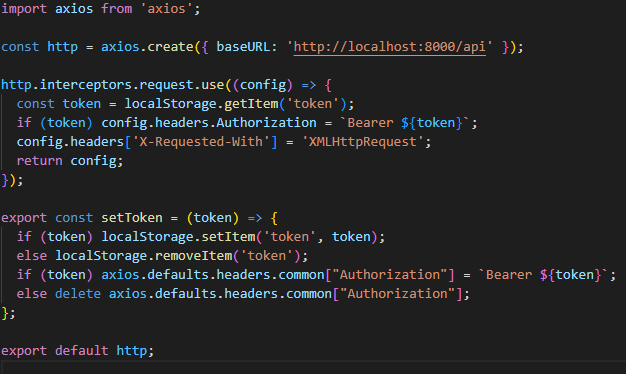 import axios from 'axios';
const http = axios.create({ baseURL: 'http://localhost:8000/api' });
http.interceptors.request.use((config) => {
  const token = localStorage.getItem('token');
  if (token) config.headers.Authorization = `Bearer ${token}`;
  config.headers['X-Requested-With'] = 'XMLHttpRequest';
  return config;
});
export const setToken = (token) => {
  if (token) localStorage.setItem('token', token);
  else localStorage.removeItem('token');
  if (token) axios.defaults.headers.common["Authorization"] = `Bearer ${token}`;
  else delete axios.defaults.headers.common["Authorization"];
};
export default http;